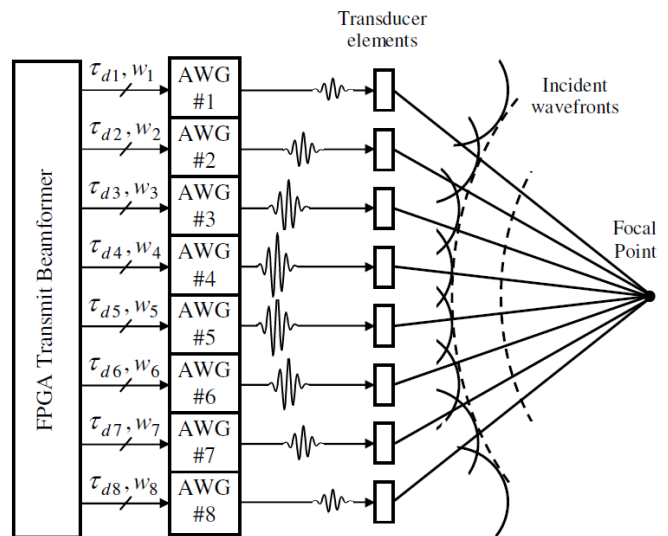 Transducer
elements
Incident
wavefronts
Focal
Point
FPGA Transmit Beamformer
τd1, w1
AWG
#1
τd2, w2
AWG
#2
τd3, w3
AWG
#3
τd4, w4
AWG
#4
τd5, w5
AWG
#5
τd6, w6
AWG
#6
τd7, w7
AWG
#7
τd8, w8
AWG
#8